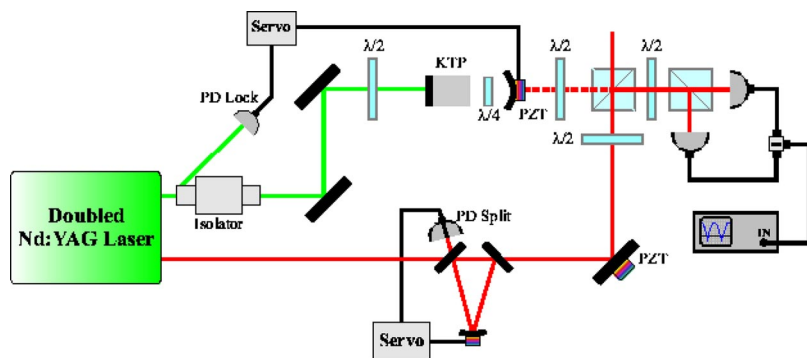 Servo
PD Lock
λ/2
KTP
λ/4
PZT
λ/2
λ/2
λ/2
Isolator
Doubled
Nd:YAG Laser
PD Split
Servo
PZT
IN